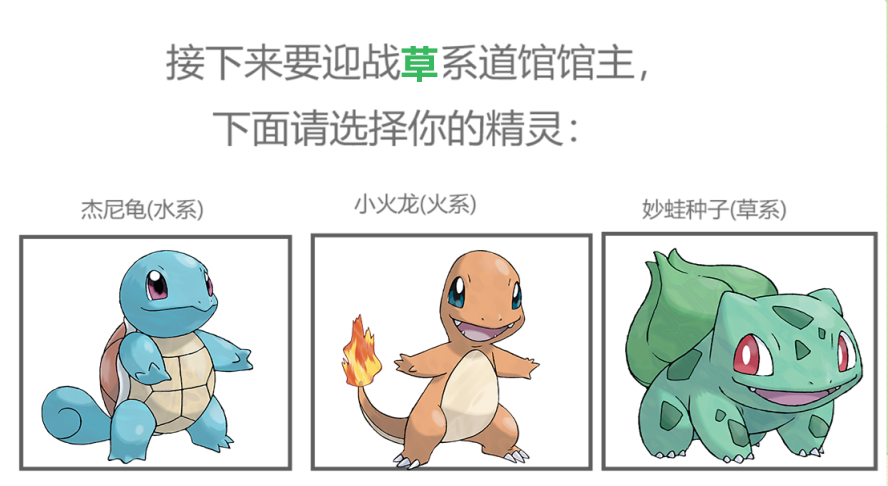 接下来要迎战草系道馆馆主，
下面请选择你的精灵：
杰尼龟(水系)
小火龙(火系)
妙蛙种子(草系)